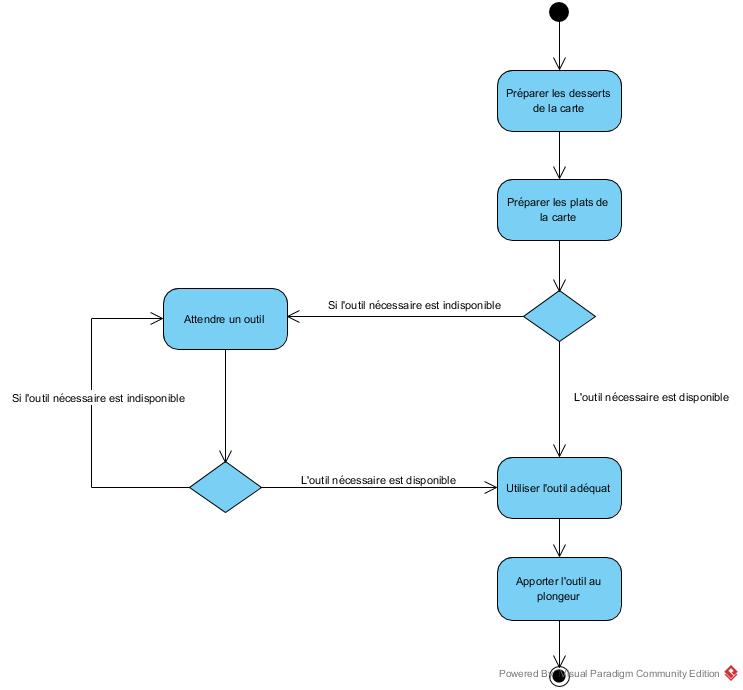 Préparer les desserts
de la carte
Préparer les plats de
la carte
Si l'outil nécessaire est indisponible
Attendre un outil
Si l'outil nécessaire est indisponible
L'outil nécessaire est disponible
L'outil nécessaire est disponible
Utiliser l'outil adéquat
Apporter l'outil au
plongeur
Powered By Visual Paradigm Community Edition